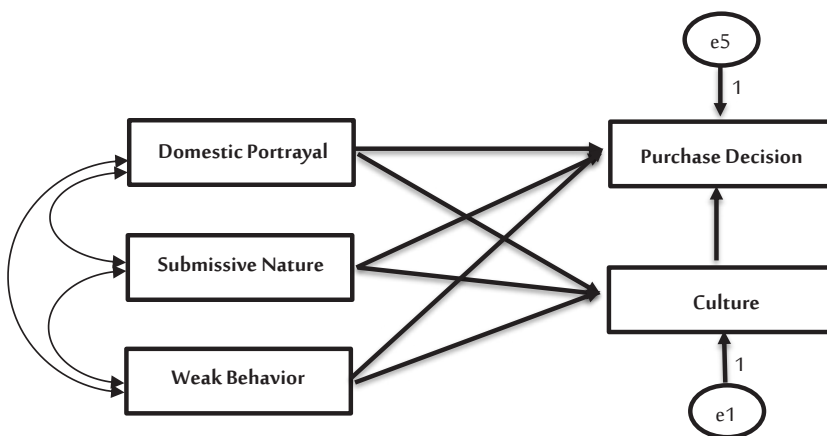 e5
1
Domestic Portrayal
Purchase Decision
Submissive Nature
Culture
Weak Behavior
1
e1